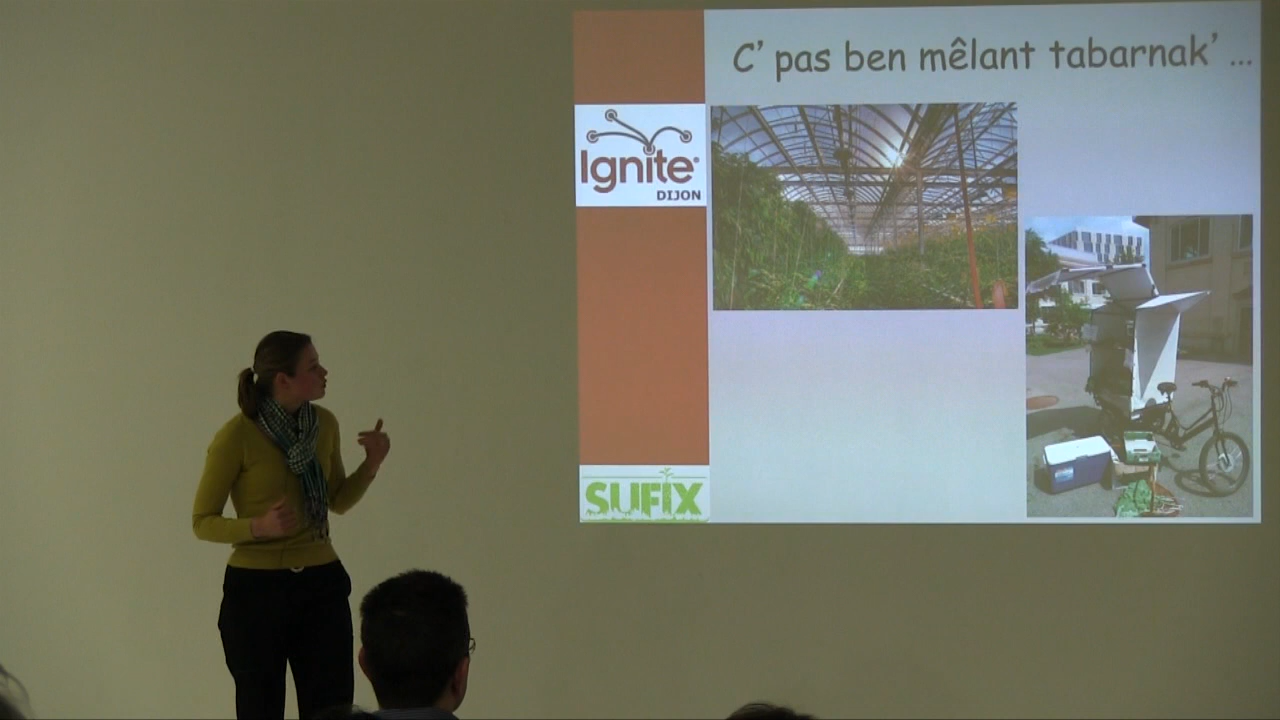 C' pas ben mêlant tabarnak' ...
Ignite®
DIJON
SUFIX